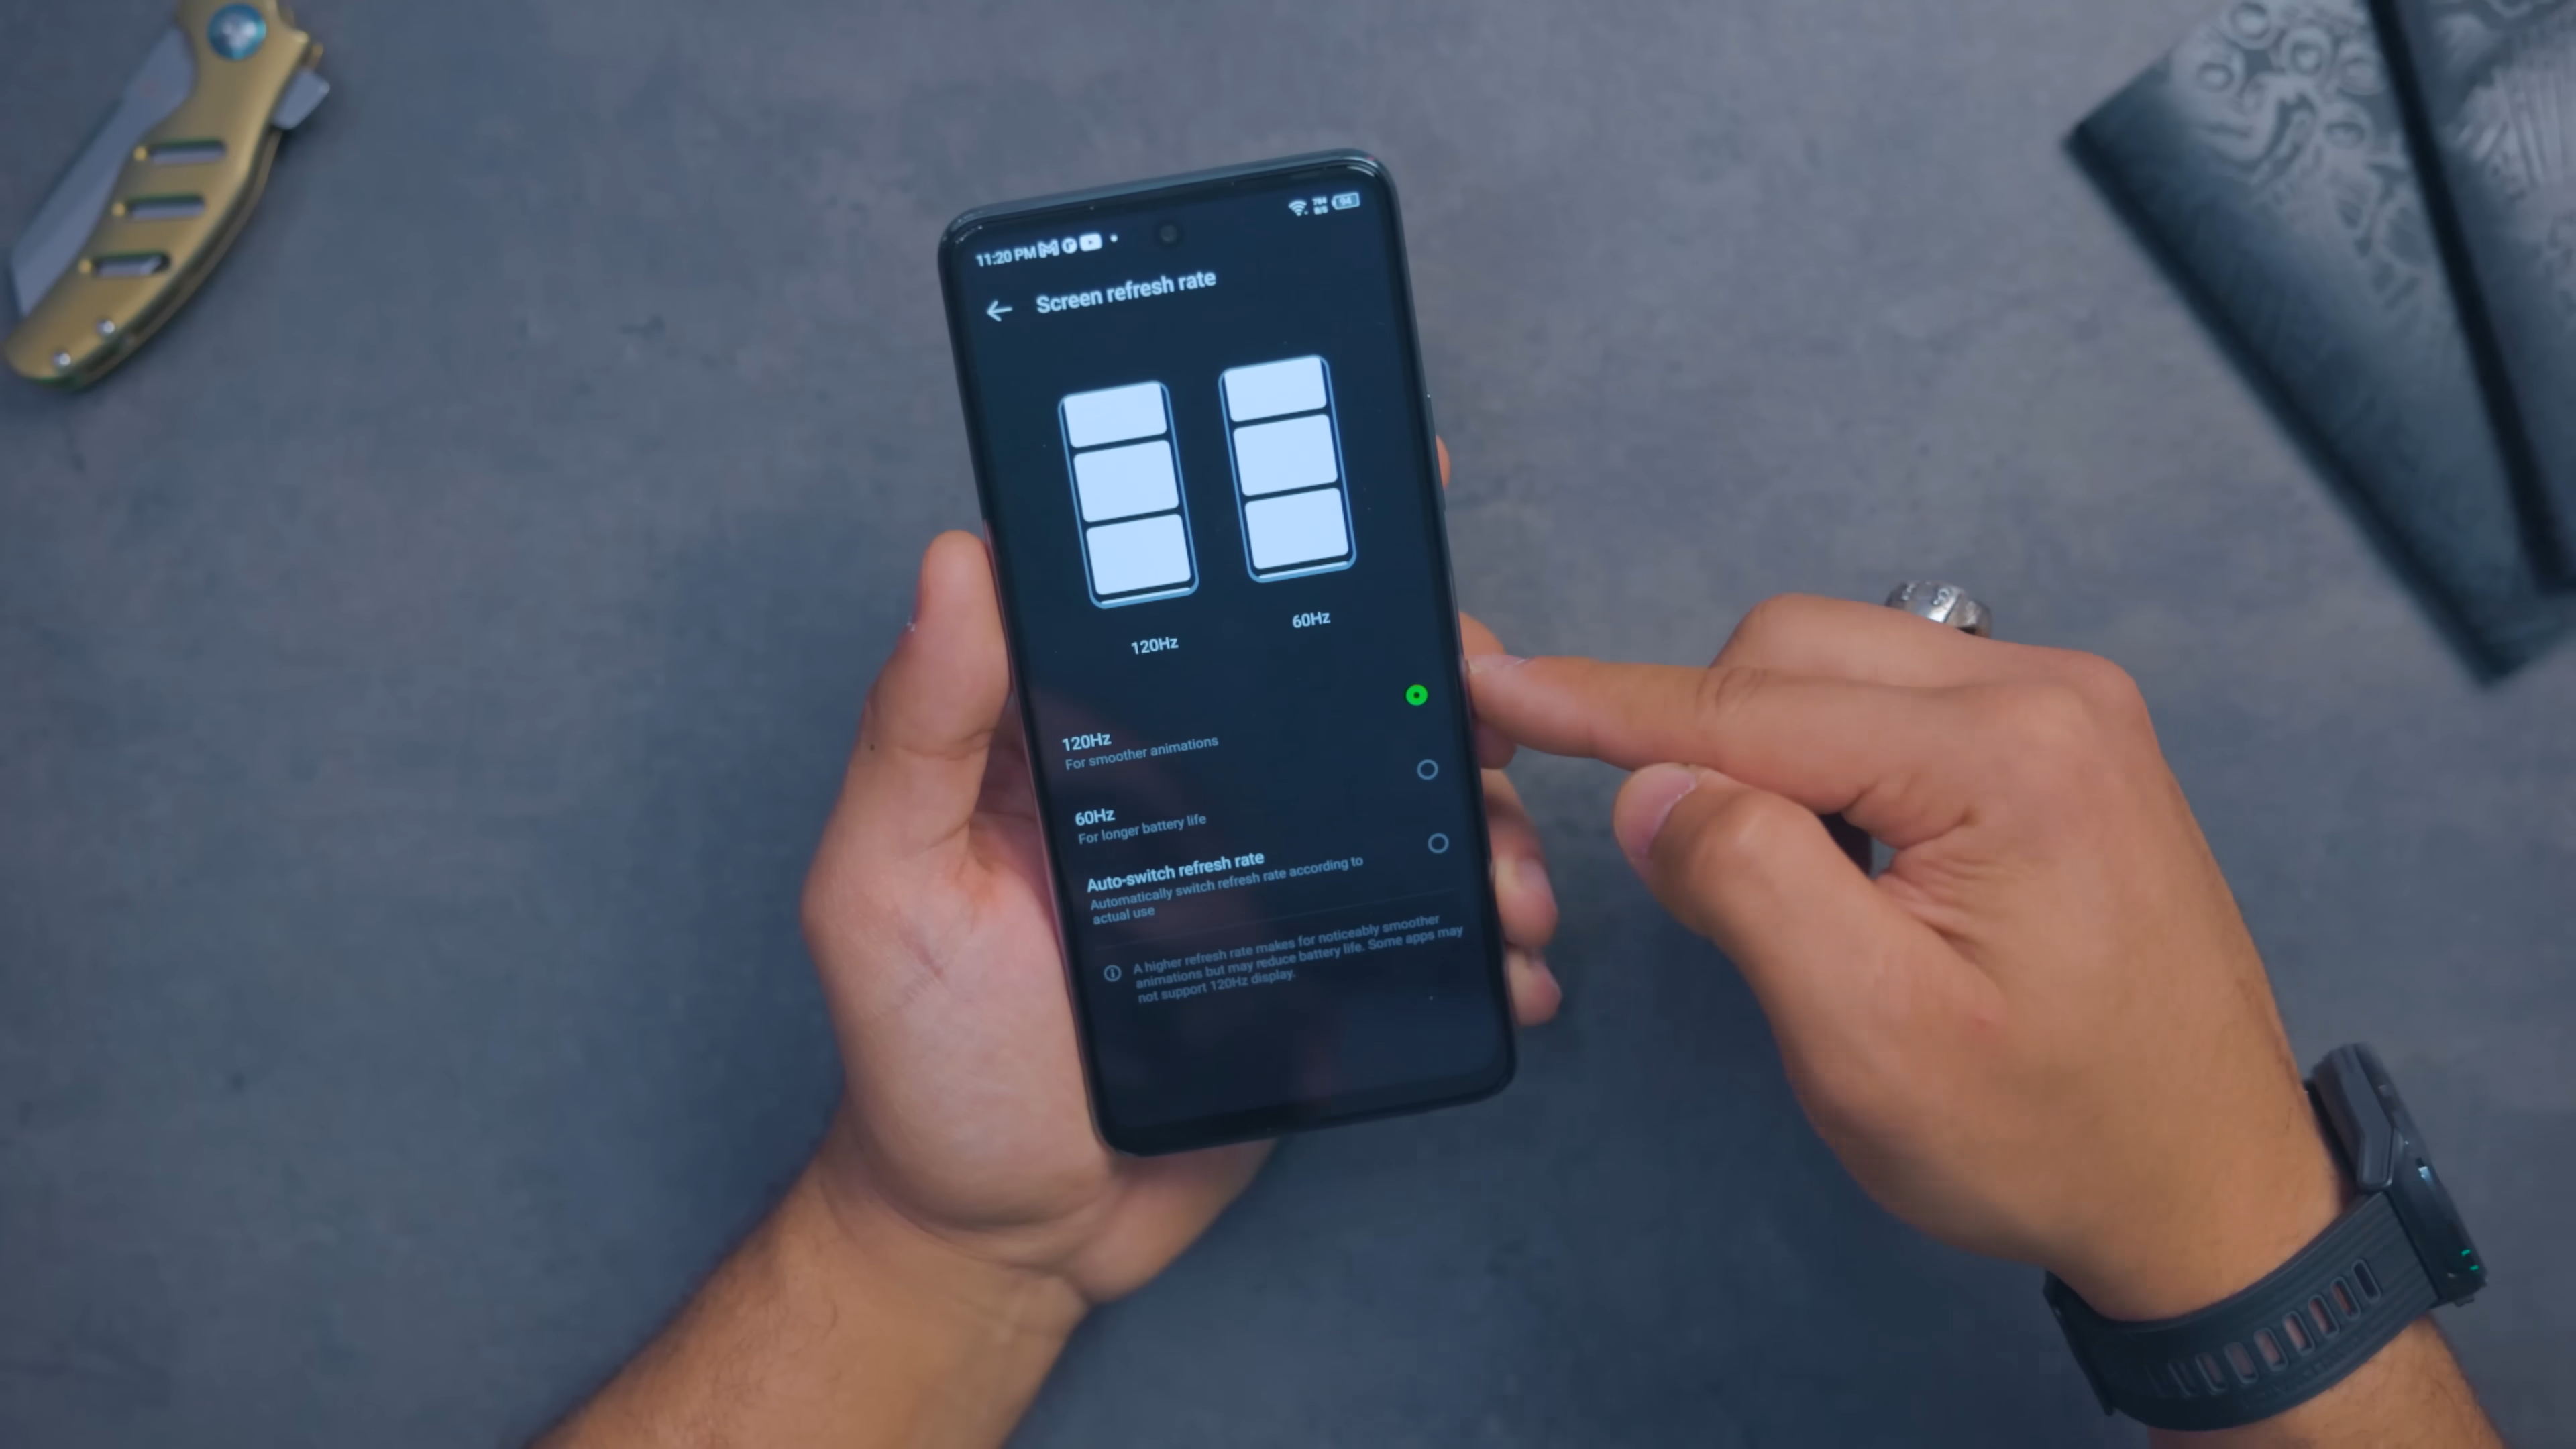 11:20 PM
784
B/S
94
Screen refresh rate
120Hz
60Hz
120Hz
For smoother animations
60Hz
For longer battery life
Auto-switch refresh rate
Automatically switch refresh rate according to
actual use
A higher refresh rate makes for noticeably smoother
animations but may reduce battery life. Some apps may
not support 120Hz display.